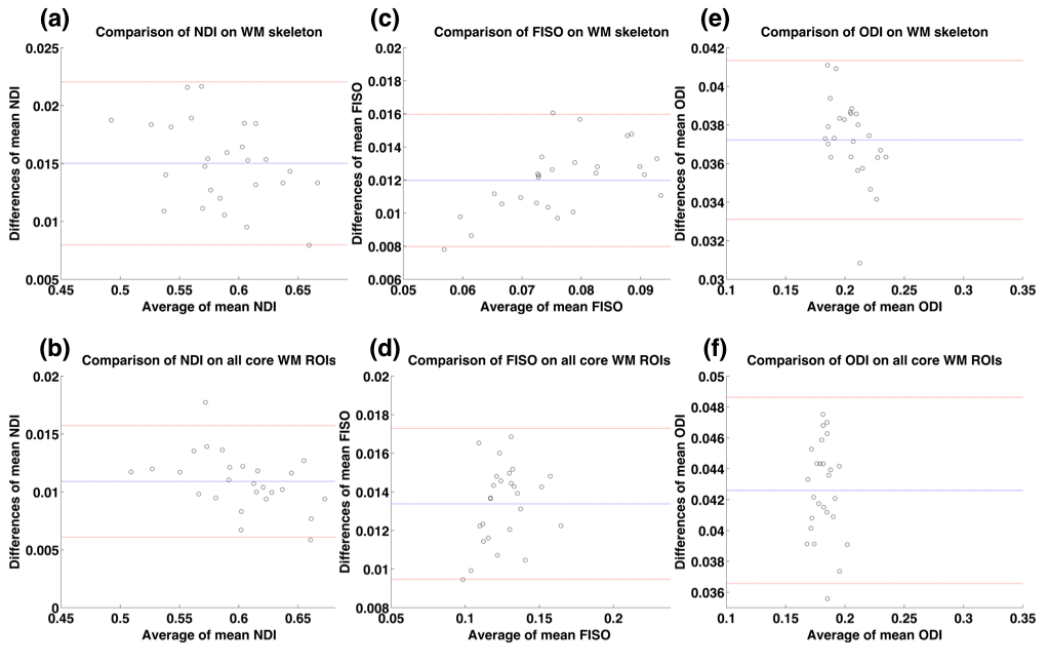 (a)
Comparison of NDI on WM skeleton
0.025
0.02
0.015
0.01
0.005
0.45 0.5 0.55 0.6 0.65
Differences of mean NDI
Average of mean NDI
(c)
Comparison of FISO on WM skeleton
0.02
0.018
0.016
0.014
0.012
0.01
0.008
0.006
0.05 0.06 0.07 0.08 0.09
Differences of mean FISO
Average of mean FISO
(e)
Comparison of ODI on WM skeleton
0.042
0.04
0.038
0.036
0.034
0.032
0.03
0.1 0.15 0.2 0.25 0.3 0.35
Differences of mean ODI
Average of mean ODI
(b)
Comparison of NDI on all core WM ROIs
0.02
0.015
0.01
0.005
0
0.45 0.5 0.55 0.6 0.65
Differences of mean NDI
Average of mean NDI
(d)
Comparison of FISO on all core WM ROIs
0.02
0.018
0.016
0.014
0.012
0.01
0.008
0.05 0.1 0.15 0.2
Differences of mean FISO
Average of mean FISO
(f)
Comparison of ODI on all core WM ROIs
0.05
0.048
0.046
0.044
0.042
0.04
0.038
0.036
0.1 0.15 0.2 0.25 0.3 0.35
Differences of mean ODI
Average of mean ODI